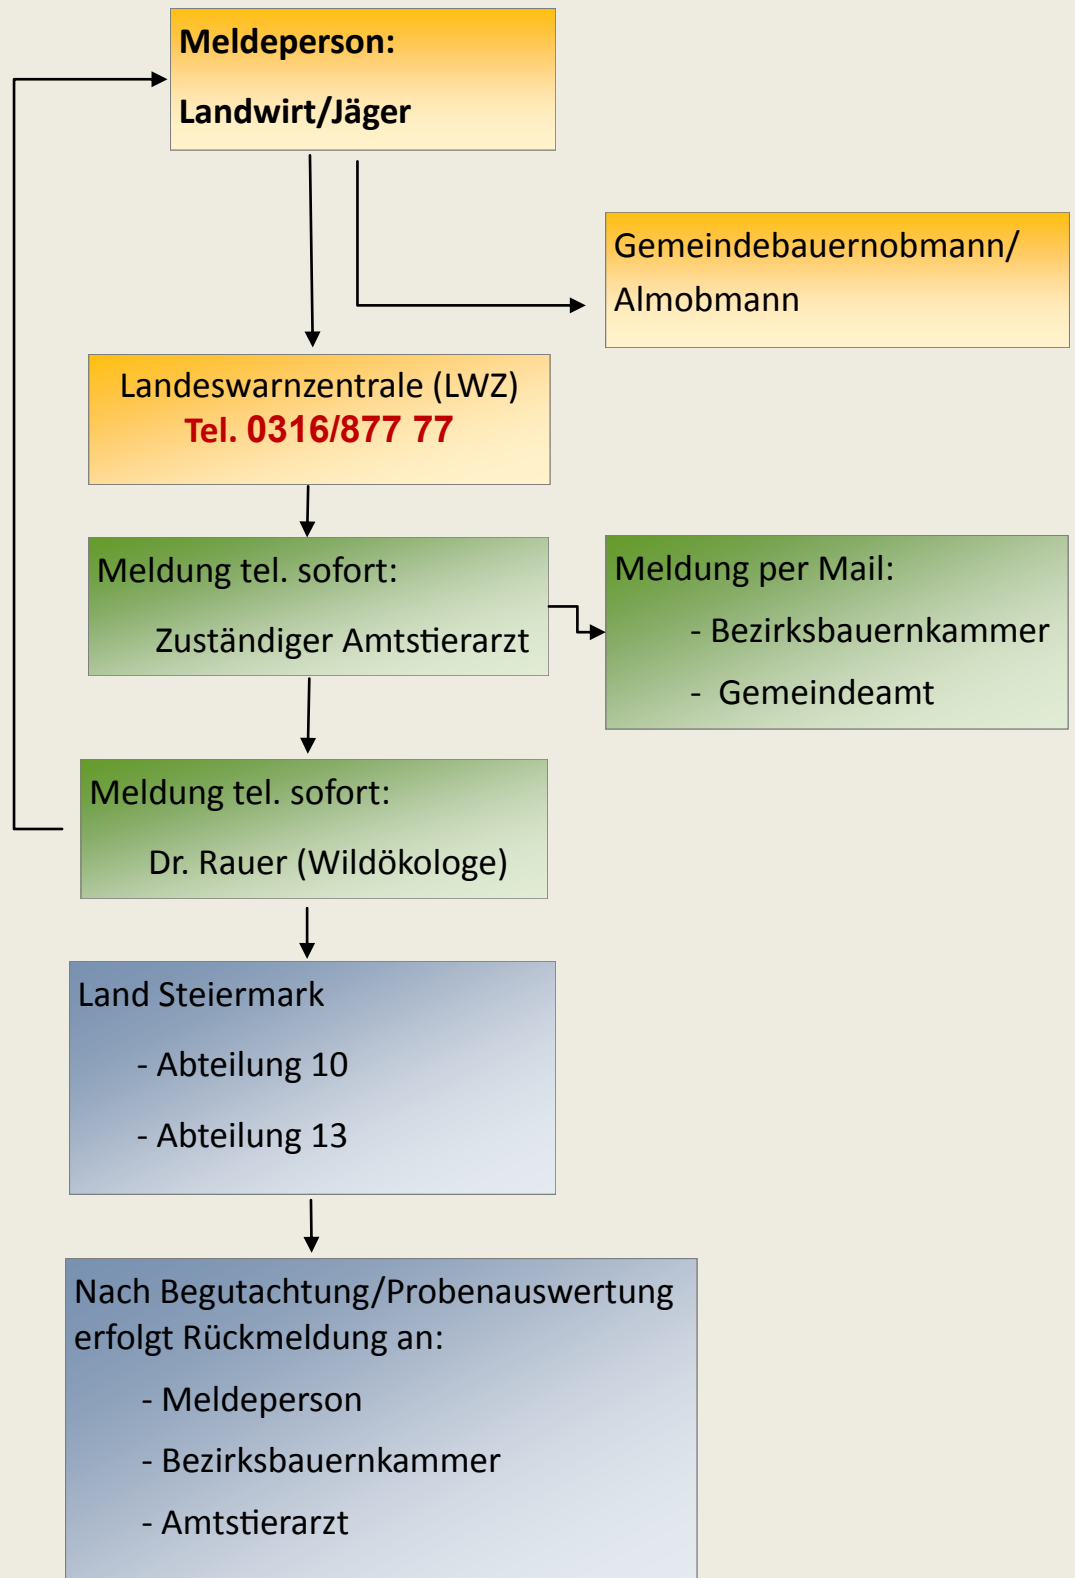 Meldeperson:
Landwirt/Jäger
Gemeindebauernobmann/
Almobmann
Landeswarnzentrale (LWZ)
Tel. 0316/877 77
Meldung tel. sofort:
Zuständiger Amtstierarzt
Meldung per Mail:
- Bezirksbauernkammer
- Gemeindeamt
Meldung tel. sofort:
Dr. Rauer (Wildökologe)
Land Steiermark
- Abteilung 10
- Abteilung 13
Nach Begutachtung/Probenauswertung
erfolgt Rückmeldung an:
- Meldeperson
- Bezirksbauernkammer
- Amtstierarzt